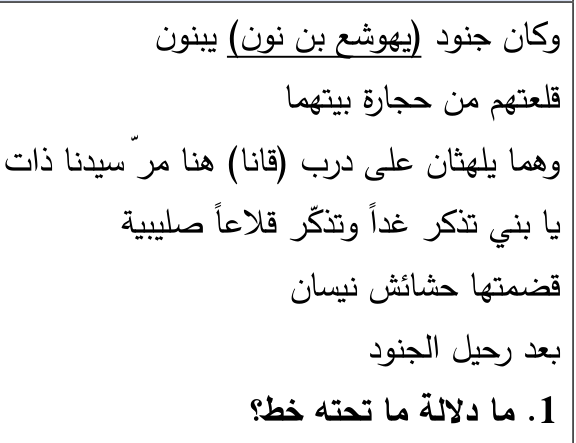 وكان جنود (يهوشع بن نون) يبنون
قلعتهم من حجارة بيتهما
وهما يلهثان على درب (قانا) هنا مرّ سيدنا ذات
يا بني تذكر غداً وتذكّر قلاعاً صليبية
قضمتها حشائش نيسان
بعد رحيل الجنود
1. ما دلالة ما تحته خط؟